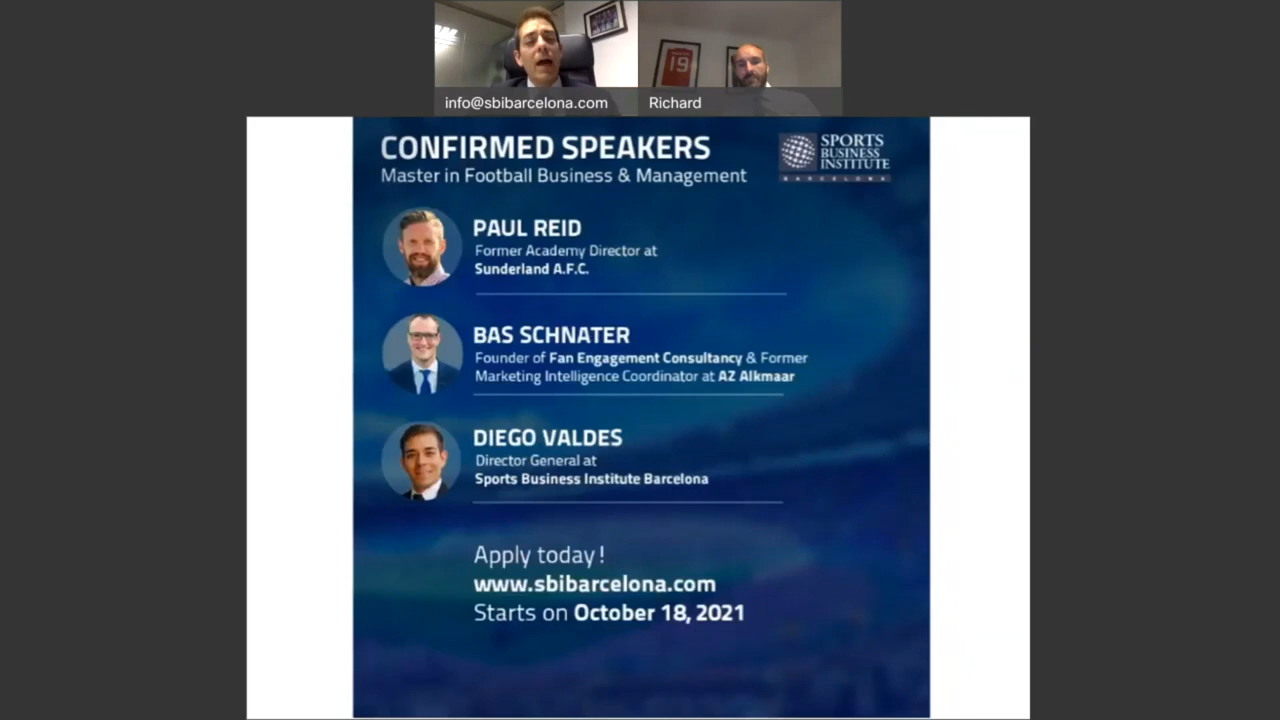 info@sbibarcelona.com
19
Richard
CONFIRMED SPEAKERS
Master in Football Business & Management
SPORTS
BUSINESS
INSTITUTE
BARCELONA
PAUL REID
Former Academy Director at
Sunderland A.F.C.
BAS SCHNATER
Founder of Fan Engagement Consultancy & Former
Marketing Intelligence Coordinator at AZ Alkmaar
DIEGO VALDES
Director General at
Sports Business Institute Barcelona
Apply today!
www.sbibarcelona.com
Starts on October 18, 2021